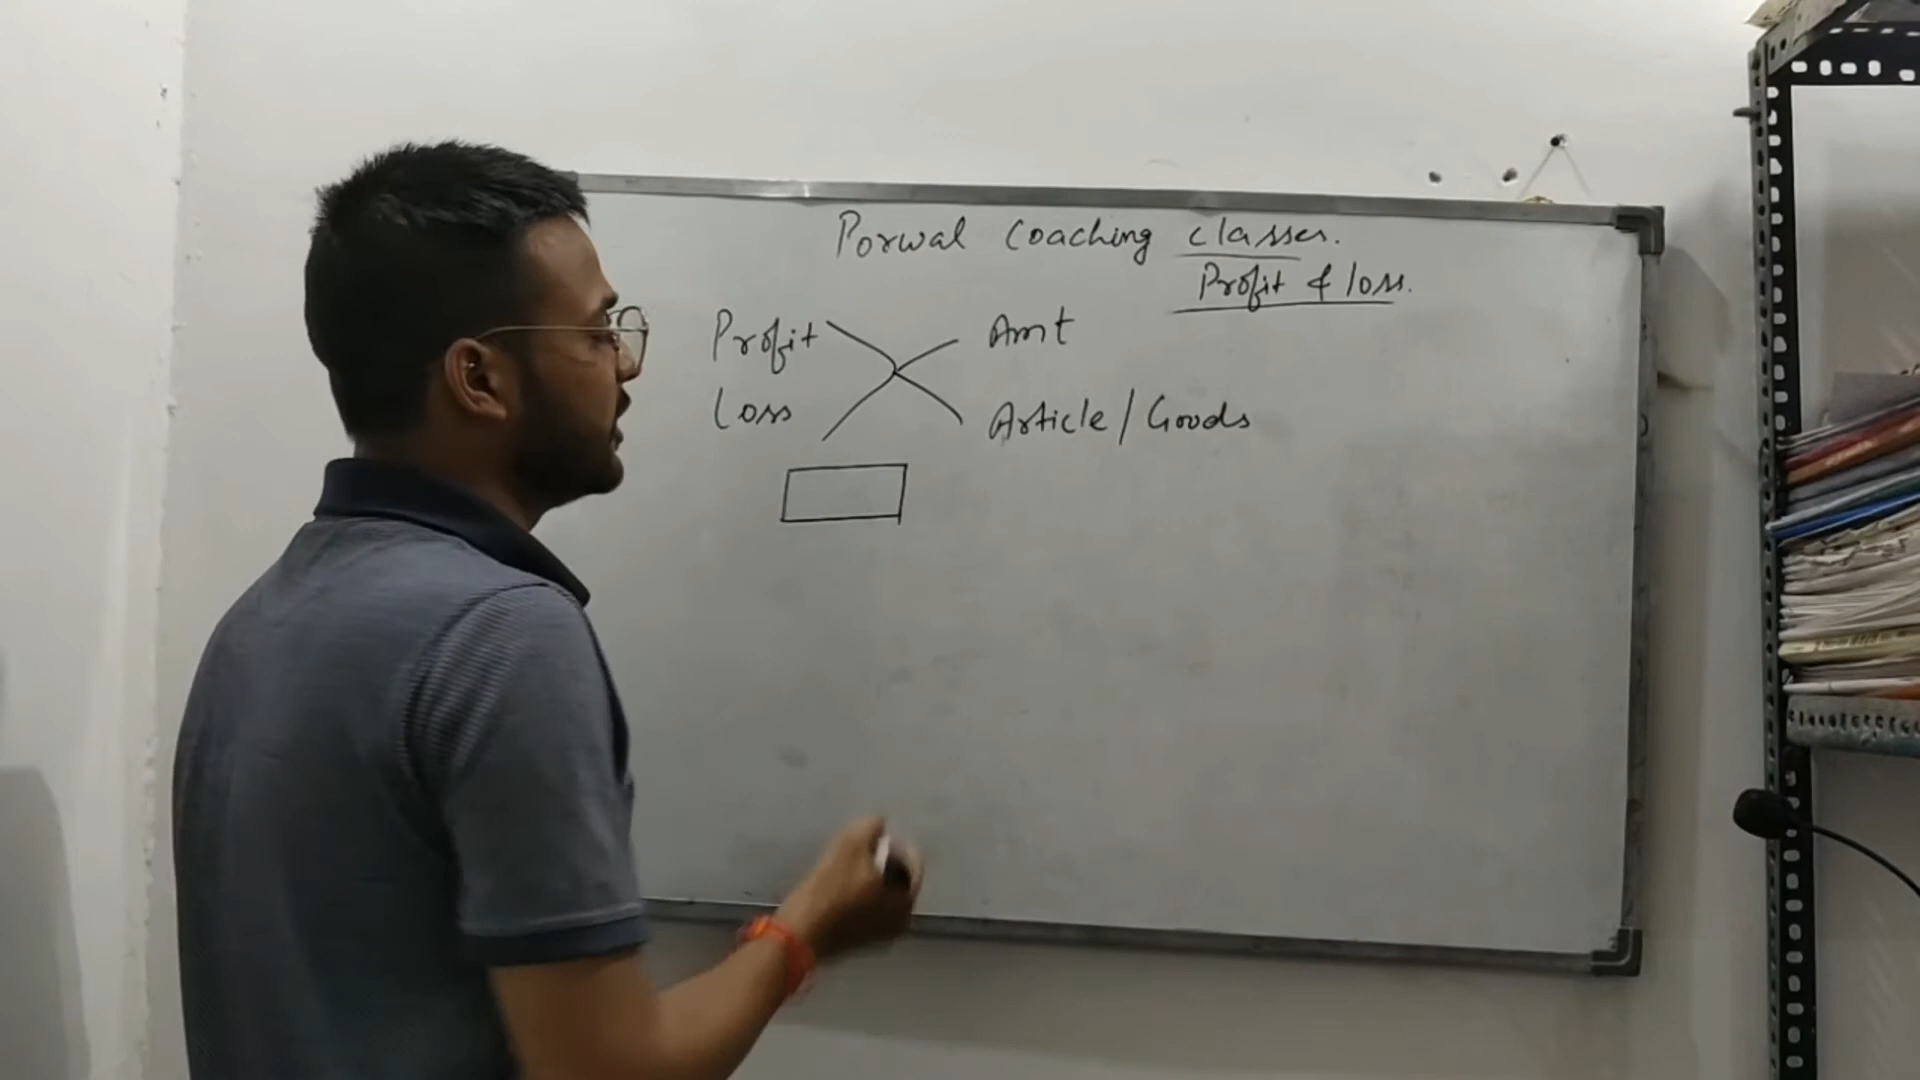 Porwal Coaching classes.
Profit & loss.
Profit Amt
Loss Article/Goods